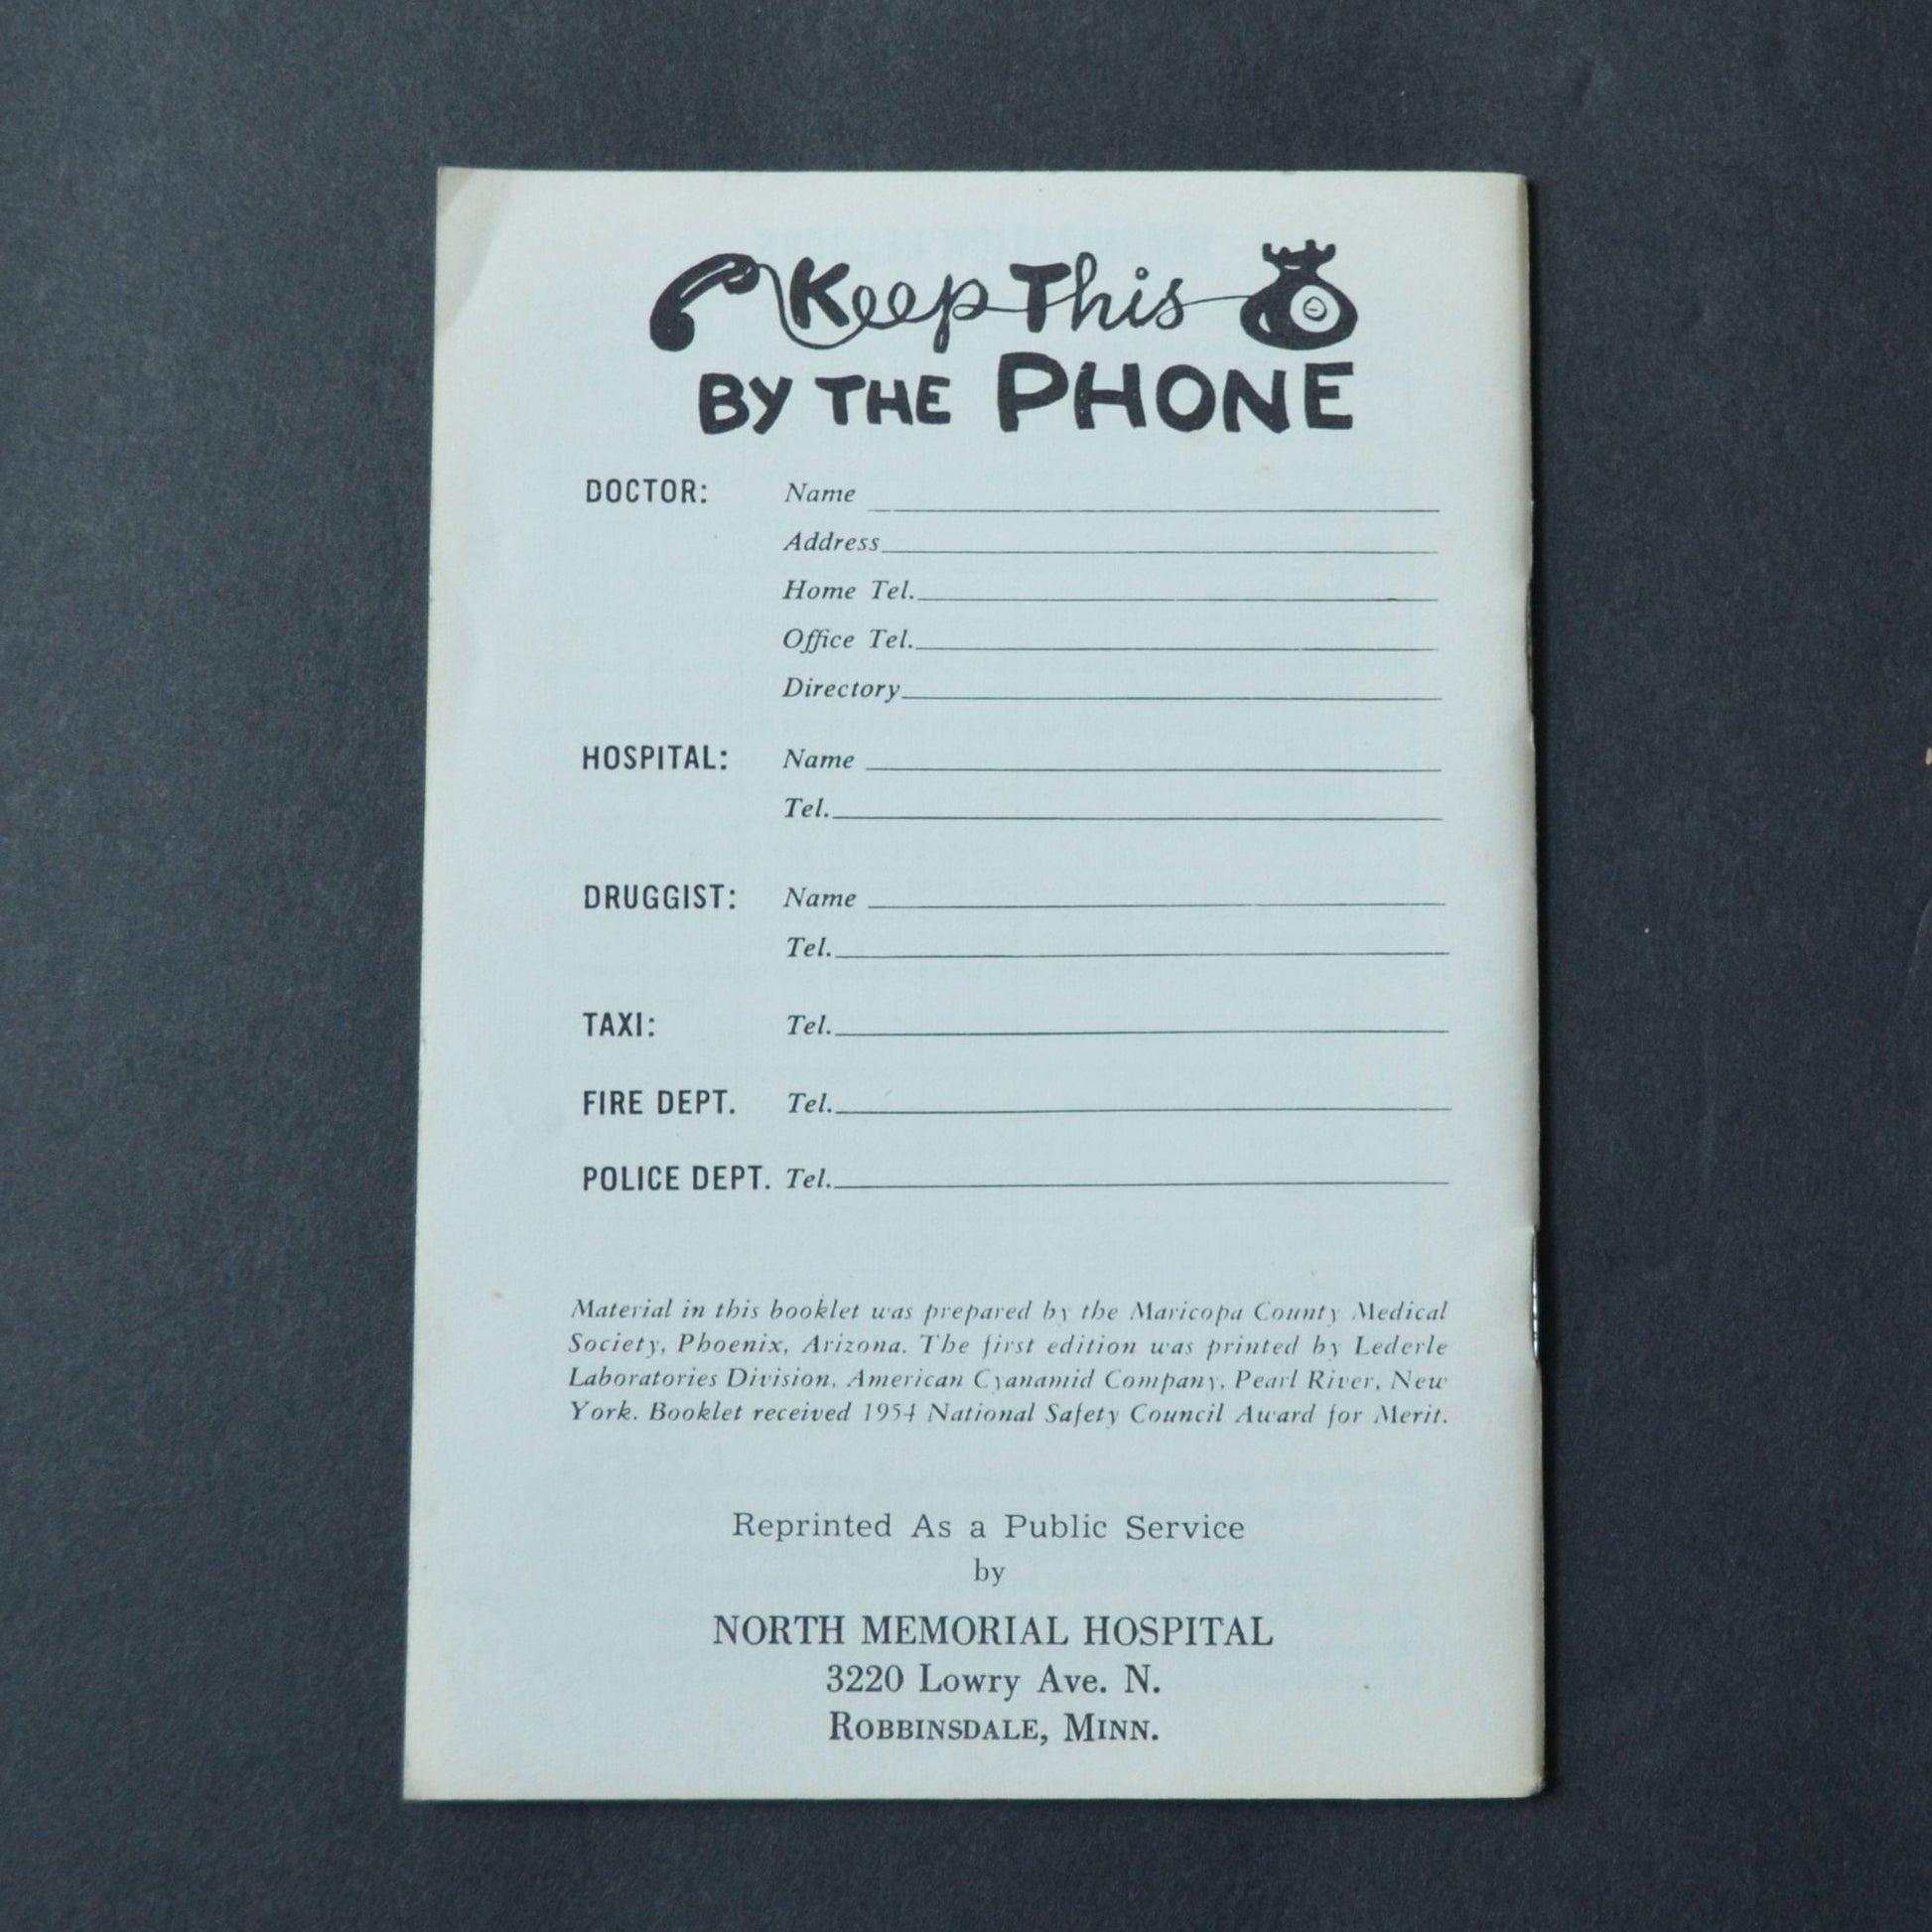 Keep This
BY THE PHONE
DOCTOR: Name
Address
Home Tel.
Office Tel.
Directory
HOSPITAL: Name
Tel.
DRUGGIST: Name
Tel.
TAXI: Tel.
FIRE DEPT. Tel.
POLICE DEPT. Tel.
Material in this booklet was prepared by the Maricopa County Medical
Society, Phoenix, Arizona. The first edition was printed by Lederle
Laboratories Division, American Cyanamid Company, Pearl River, New
York. Booklet received 1954 National Safety Council Award for Merit.
Reprinted As a Public Service
by
NORTH MEMORIAL HOSPITAL
3220 Lowry Ave. N.
ROBBINSDALE, MINN.